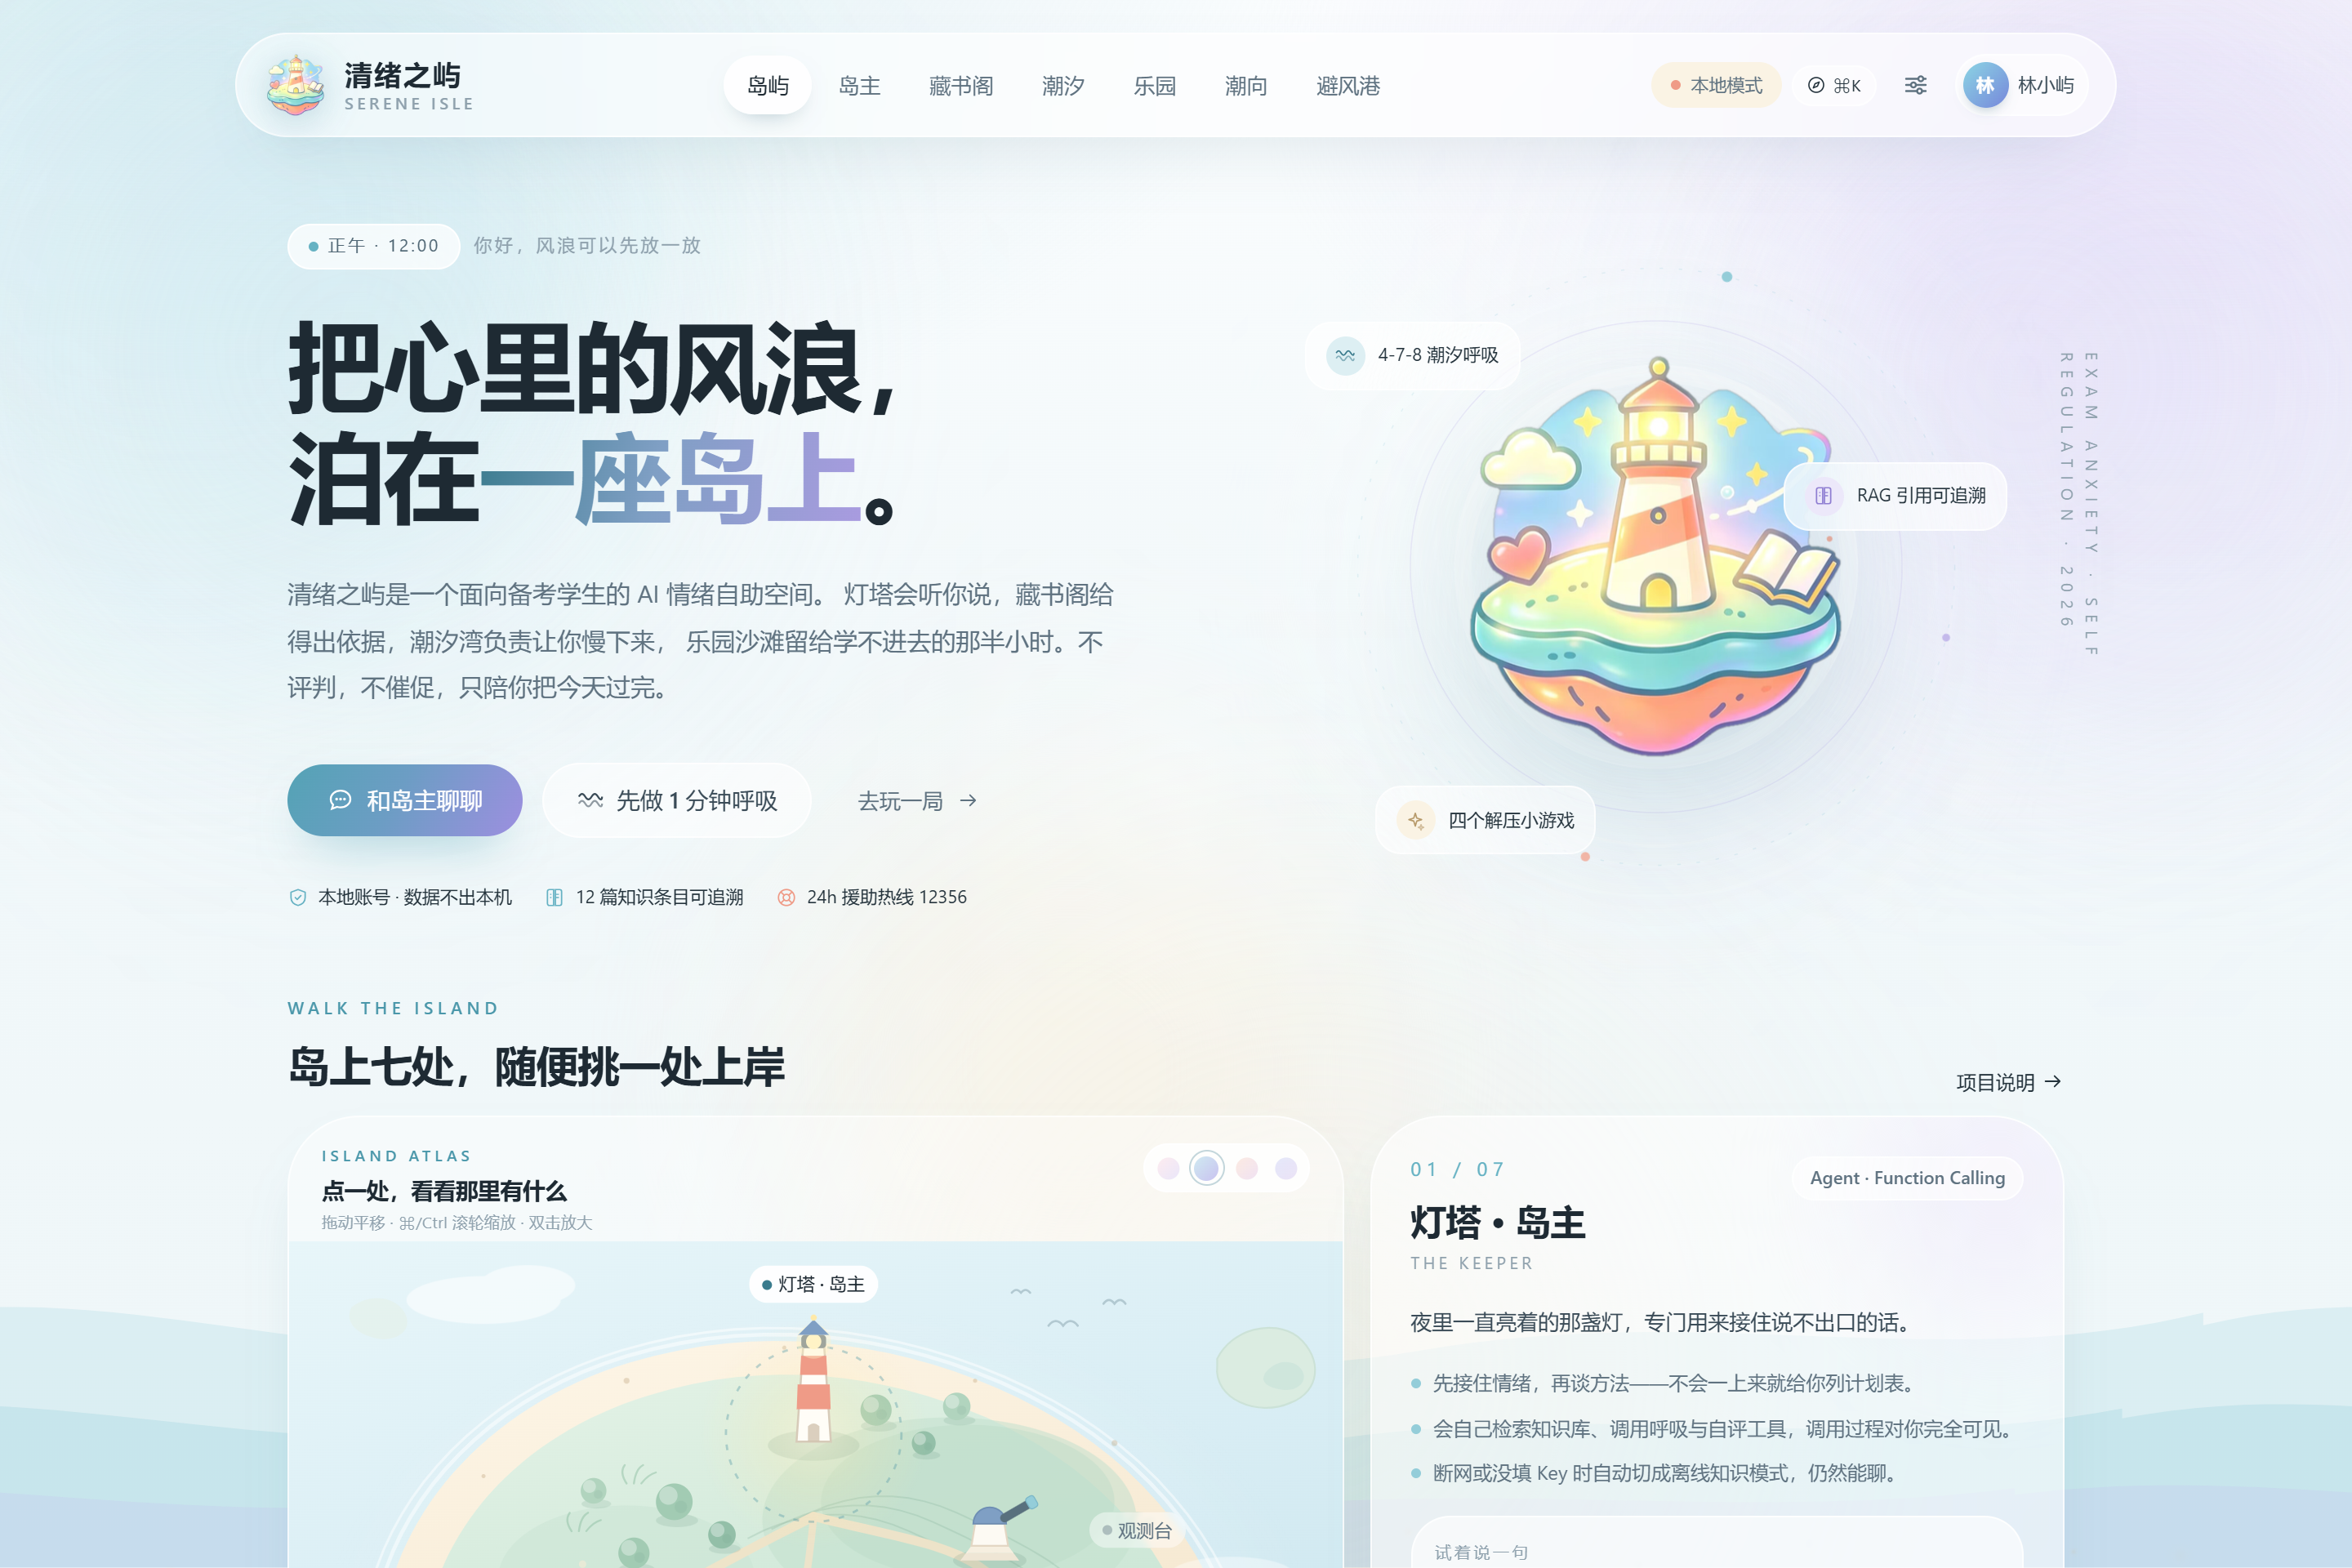 清绪之屿
SERENE ISLE
岛屿
岛主
藏书阁
潮汐
乐园
潮向
避风港
本地模式
⌘K
林
林小屿
正午 · 12:00
你好，风浪可以先放一放
把心里的风浪，
泊在一座岛上。
清绪之屿是一个面向备考学生的 AI 情绪自助空间。 灯塔会听你说，藏书阁给
得出依据，潮汐湾负责让你慢下来， 乐园沙滩留给学不进去的那半小时。不
评判，不催促，只陪你把今天过完。
和岛主聊聊
先做 1 分钟呼吸
去玩一局 →
本地账号 · 数据不出本机
12 篇知识条目可追溯
24h 援助热线 12356
4-7-8 潮汐呼吸
RAG 引用可追溯
四个解压小游戏
EXAM ANXIETY · SELF
REGULATION · 2026
WALK THE ISLAND
岛上七处，随便挑一处上岸
项目说明 →
ISLAND ATLAS
点一处，看看那里有什么
拖动平移 · ⌘/Ctrl 滚轮缩放 · 双击放大
灯塔 · 岛主
观测台
01 / 07
Agent · Function Calling
灯塔 • 岛主
THE KEEPER
夜里一直亮着的那盏灯，专门用来接住说不出口的话。
先接住情绪，再谈方法——不会一上来就给你列计划表。
会自己检索知识库、调用呼吸与自评工具，调用过程对你完全可见。
断网或没填 Key 时自动切成离线知识模式，仍然能聊。
试着说一句